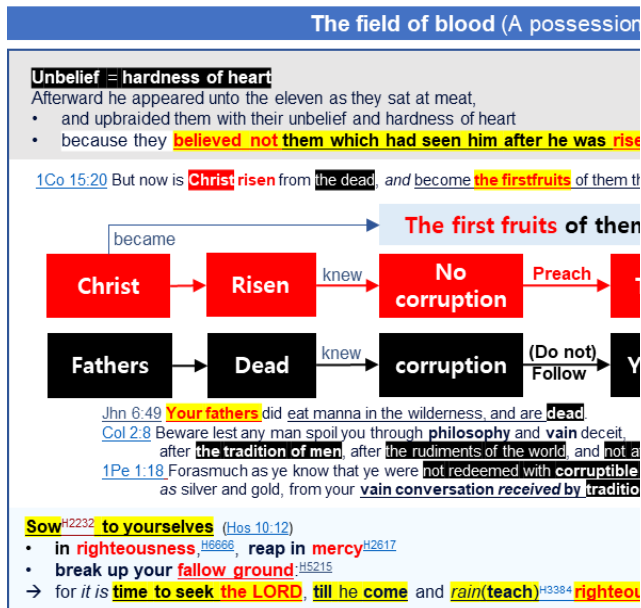 The field of blood (A possession
Unbelief = hardness of heart
Afterward he appeared unto the eleven as they sat at meat,
• and upbraided them with their unbelief and hardness of heart
• because they believed not them which had seen him after he was rise
1Co 15:20 But now is Christ risen from the dead, and become the firstfruits of them th
became
The first fruits of them
Christ
Risen
knew
No corruption
Preach
T
Fathers
Dead
knew
corruption
(Do not) Follow
Y
Jhn 6:49 Your fathers did eat manna in the wilderness, and are dead.
Col 2:8 Beware lest any man spoil you through philosophy and vain deceit,
after the tradition of men, after the rudiments of the world, and not a
1Pe 1:18 Forasmuch as ye know that ye were not redeemed with corruptible
as silver and gold, from your vain conversation received by tradition
Sow H2232 to yourselves (Hos 10:12)
• in righteousness, H6666, reap in mercy H2617
• break up your fallow ground: H5215
→ for it is time to seek the LORD, till he come and rain(teach) H3384 righteou